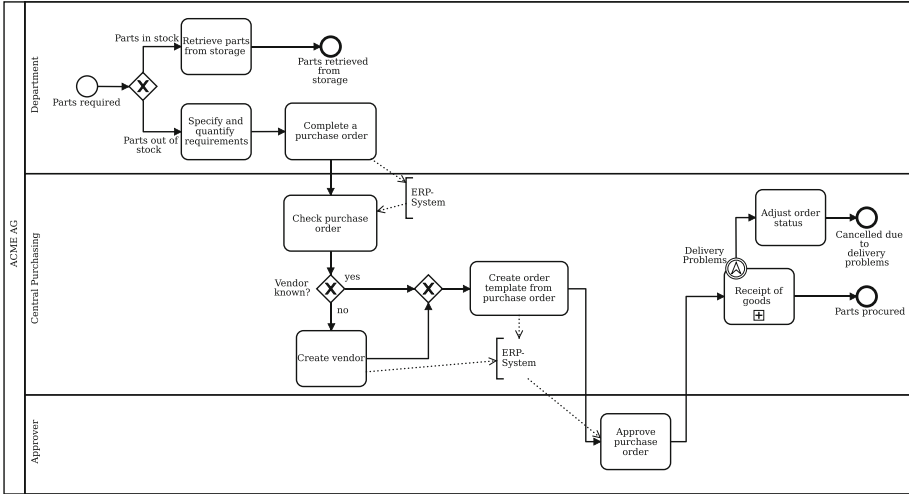 ACME AG
Department
Parts required
Parts in stock
Retrieve parts
from storage
Parts retrieved
from
storage
Parts out of
stock
Specify and
quantify
requirements
Complete a
purchase order
Central Purchasing
ERP-
System
Check purchase
order
Vendor
known?
yes
no
Create vendor
Create order
template from
purchase order
ERP-
System
Delivery
Problems
Adjust order
status
Cancelled due
to
delivery
problems
Receipt of
goods
Parts procured
Approver
Approve
purchase
order